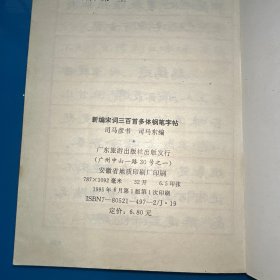 新编宋词三百首多体钢笔字帖
司马彦书 司马东编
广东旅游出版社出版发行
(广州中山一路30号之一)
安徽省地质印刷厂印刷
787×1092毫米 32开 6.5印张
1993年6月第1版第1次印刷
ISBN7-80521-497-2/J·19
定价：6.80元